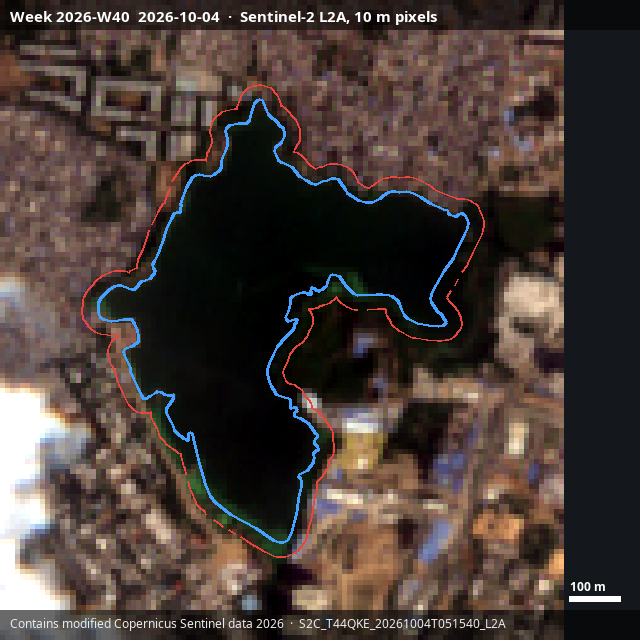 Week 2026-W40  2026-10-04  ·  Sentinel-2 L2A, 10 m pixels
100 m
Contains modified Copernicus Sentinel data 2026  ·  S2C_T44QKE_20261004T051540_L2A